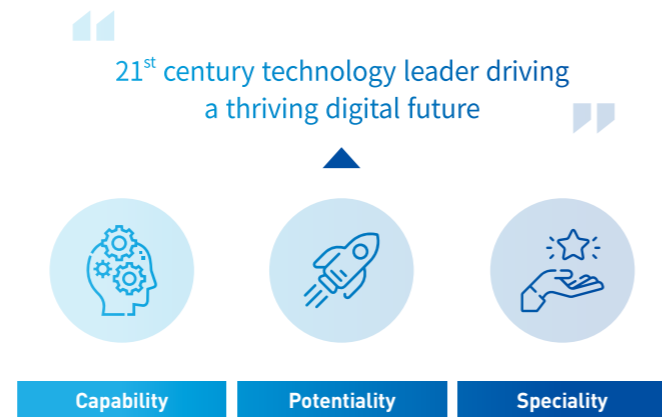 21st century technology leader driving
a thriving digital future
Capability
Potentiality
Speciality